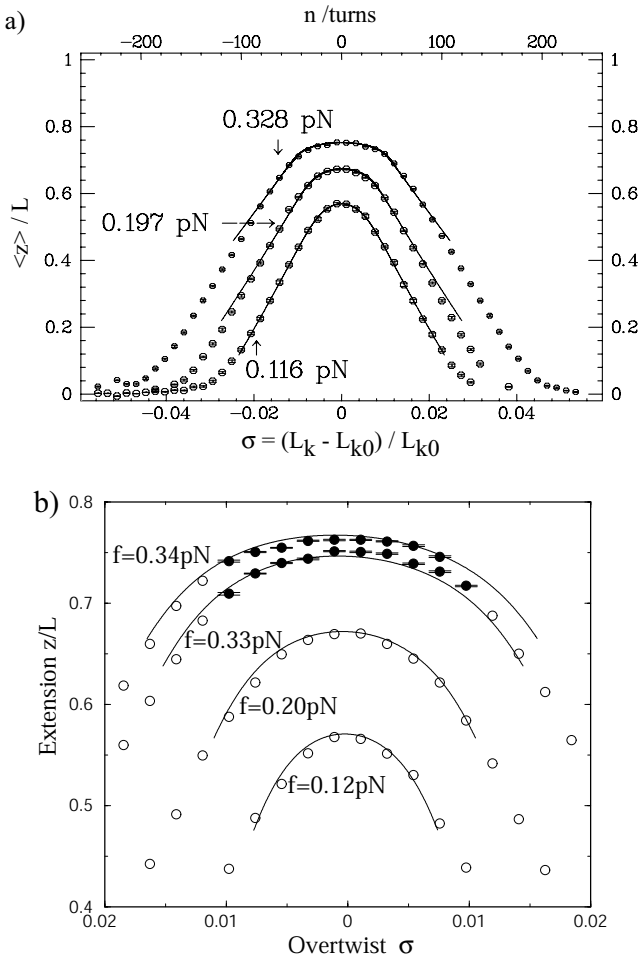 n /turns
a)
−200 −100 0 100 200
1 1
0.8 0.8
0.6 0.6
0.4 0.4
0.2 0.2
0 0
0.328 pN
0.197 pN
0.116 pN
<z> / L
−0.04 −0.02 0 0.02 0.04
σ = (Lk - Lk0) / Lk0
b)
0.8
0.7
0.6
0.5
0.4
f=0.34pN
f=0.33pN
f=0.20pN
f=0.12pN
Extension z/L
0.02 0.01 0 0.01 0.02
Overtwist σ